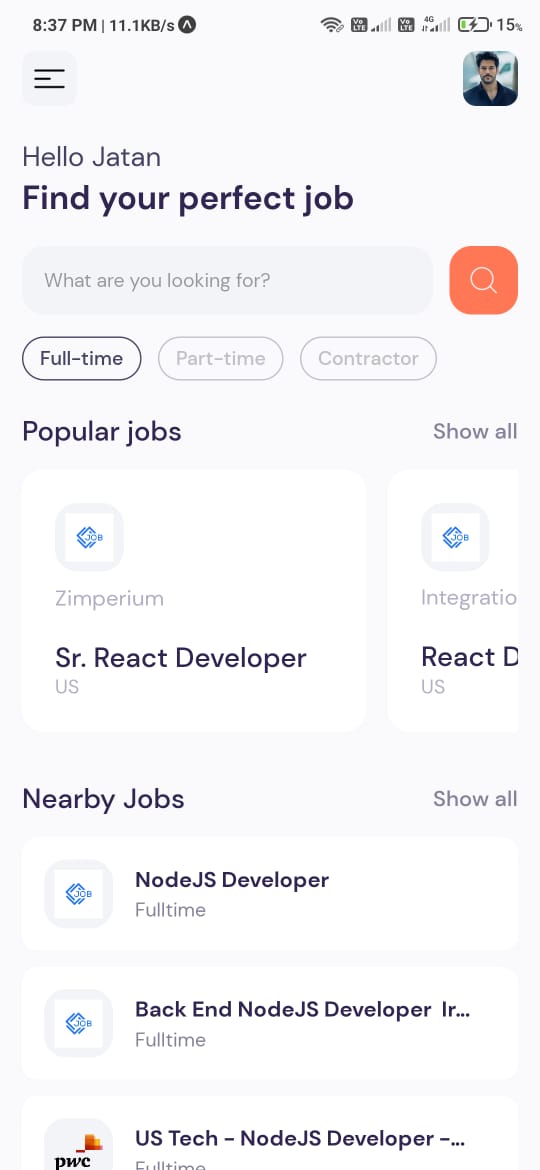 8:37 PM | 11.1KB/s
Vo LTE Vo LTE 4G 15%
Hello Jatan
Find your perfect job
What are you looking for?
Full-time Part-time Contractor
Popular jobs Show all
JOB JOB
Zimperium Integratio
Sr. React Developer React D
US US
Nearby Jobs Show all
JOB
NodeJS Developer
Fulltime
JOB
Back End NodeJS Developer Ir...
Fulltime
pwc
US Tech - NodeJS Developer -...
Fulltime